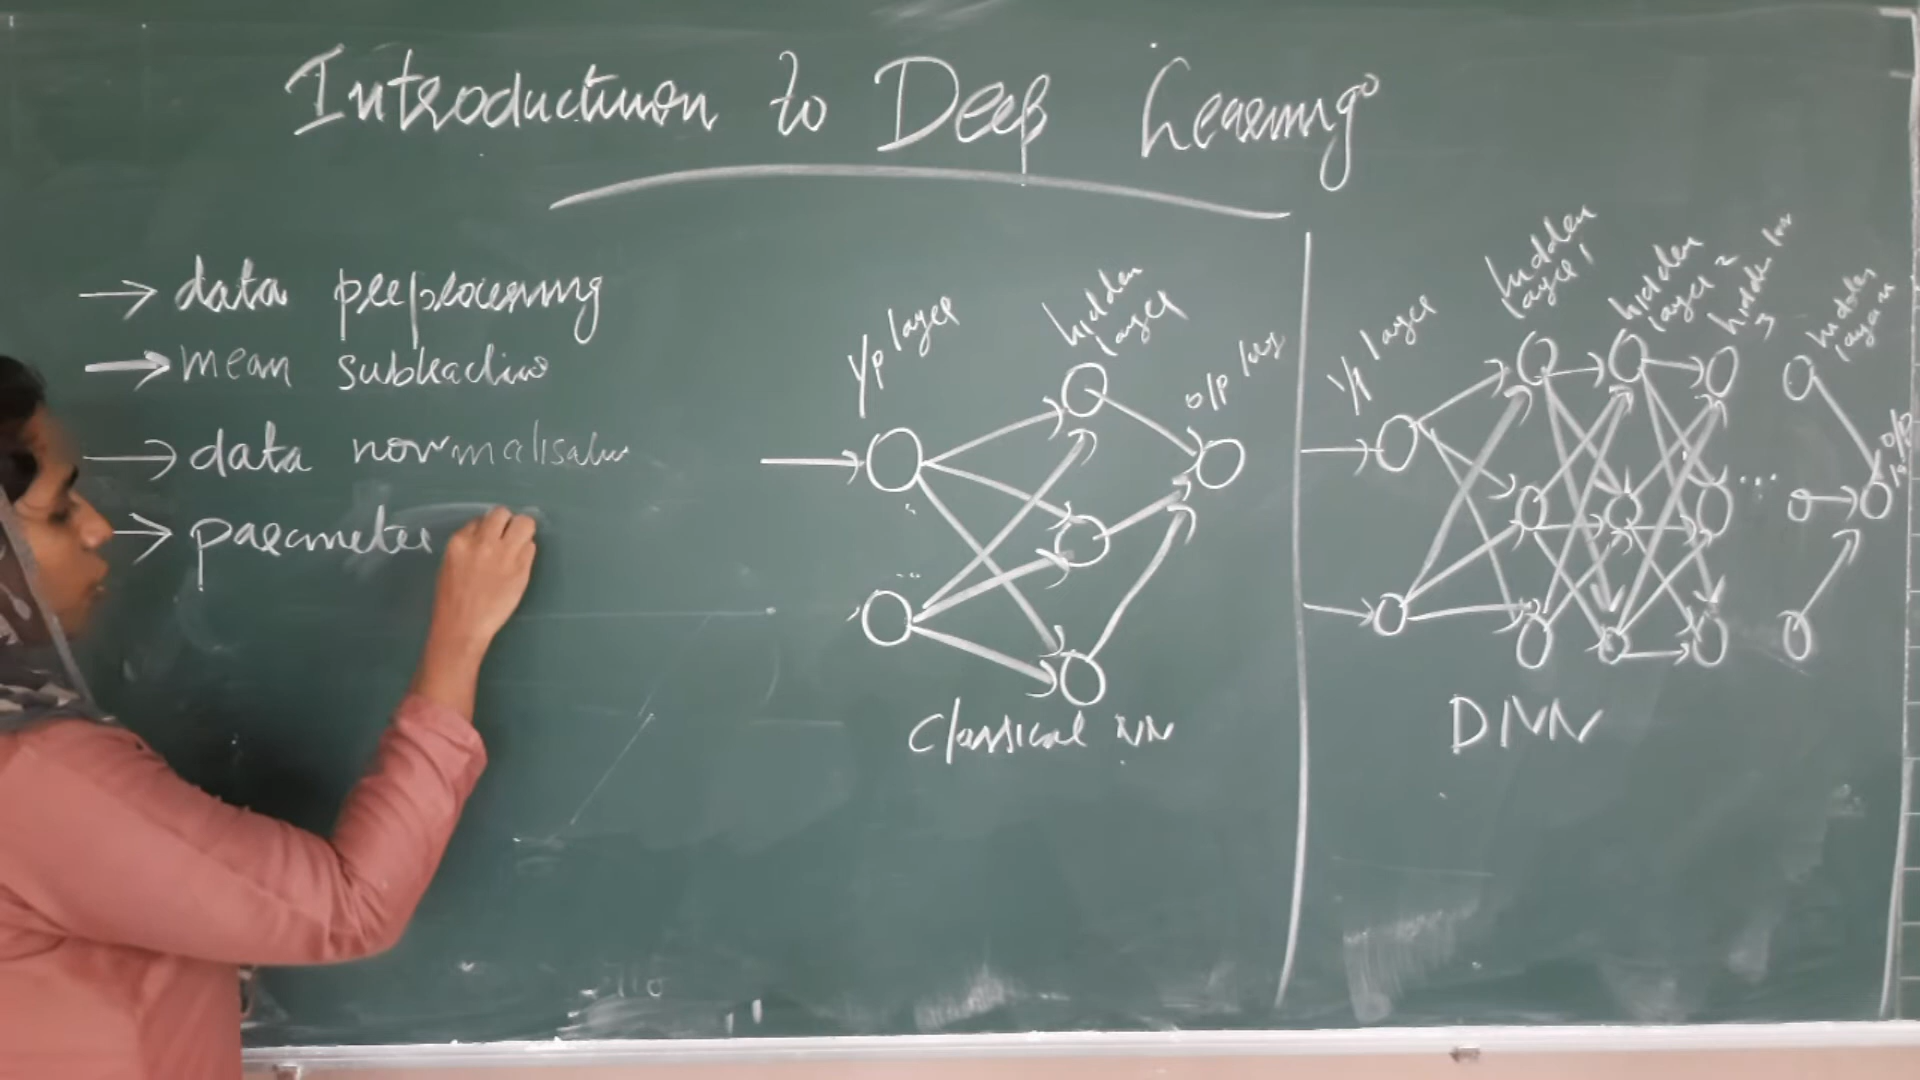 Introduction to Deep Learning
→ data preprocessing
→ mean subtraction
→ data normalisation
→ parameter
i/p layer
hidden layer
o/p layer
Classical NN
i/p layer
hidden layer 1
hidden layer 2
hidden layer 3
...
hidden layer n
o/p
DNN